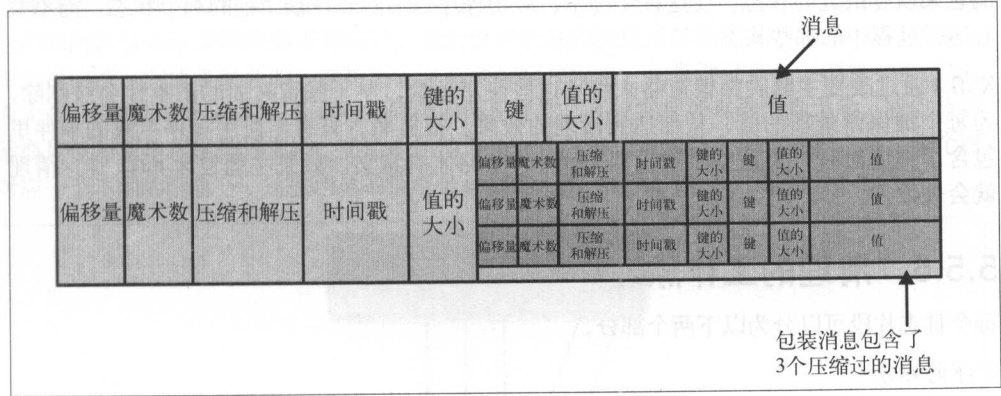 消息
偏移量 魔术数 压缩和解压 时间戳 键的大小 键 值的大小 值
偏移量 魔术数 压缩和解压 时间戳 值的大小
偏移量 魔术数 压缩和解压 时间戳 键的大小 键 值的大小 值
偏移量 魔术数 压缩和解压 时间戳 键的大小 键 值的大小 值
偏移量 魔术数 压缩和解压 时间戳 键的大小 键 值的大小 值
包装消息包含了
3个压缩过的消息